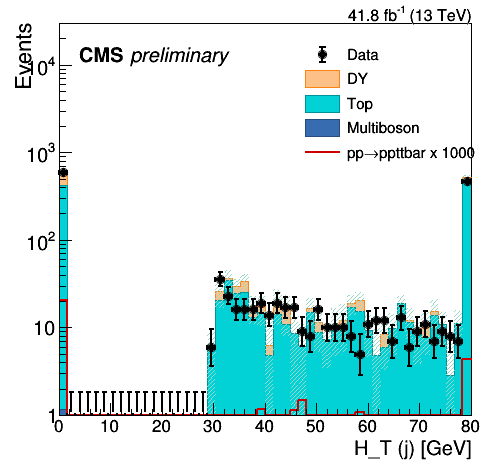 41.8 fb⁻¹ (13 TeV)
Events
CMS preliminary
Data
DY
Top
Multiboson
pp→ppttbar x 1000
10⁴
10³
10²
10
1
0 10 20 30 40 50 60 70 80
H_T (j) [GeV]